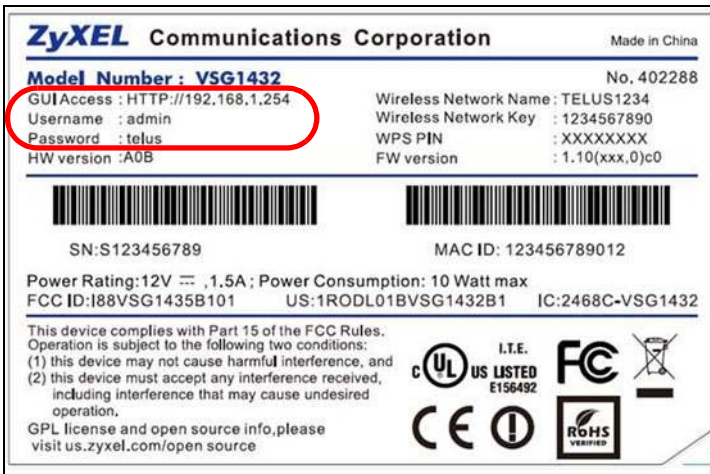 ZyXEL Communications Corporation Made in China
Model Number : VSG1432 No. 402288
GUI Access : HTTP://192.168.1.254 Wireless Network Name : TELUS1234
Username : admin Wireless Network Key : 1234567890
Password : telus WPS PIN : XXXXXXXX
HW version :A0B FW version : 1.10(xxx,0)c0
SN:S123456789 MAC ID: 123456789012
Power Rating:12V ⎓ ,1.5A ; Power Consumption: 10 Watt max
FCC ID:I88VSG1435B101 US:1RODL01BVSG1432B1 IC:2468C-VSG1432
This device complies with Part 15 of the FCC Rules.
Operation is subject to the following two conditions:
(1) this device may not cause harmful interference, and
(2) this device must accept any interference received,
including interference that may cause undesired
operation.
GPL license and open source info,please
visit us.zyxel.com/open source
I.T.E.
c UL US LISTED
E156492
FC
CE
RoHS
VERIFIED